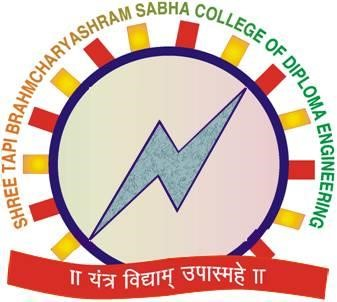 SHREE TAPI BRAHMCHARYASHRAM SABHA COLLEGE OF DIPLOMA ENGINEERING
॥ यंत्र विद्याम् उपास्महे ॥